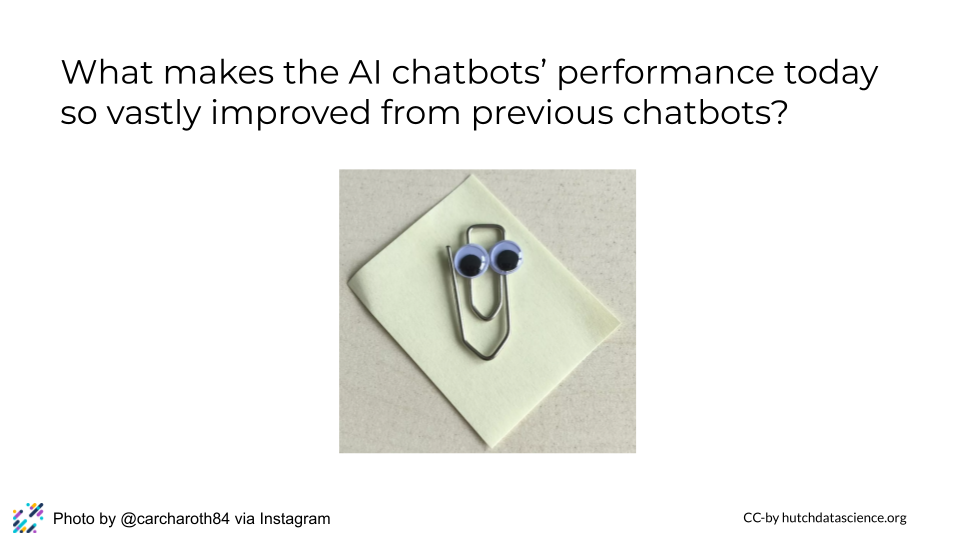 What makes the AI chatbots’ performance today
so vastly improved from previous chatbots?
Photo by @carcharoth84 via Instagram
CC-by hutchdatascience.org